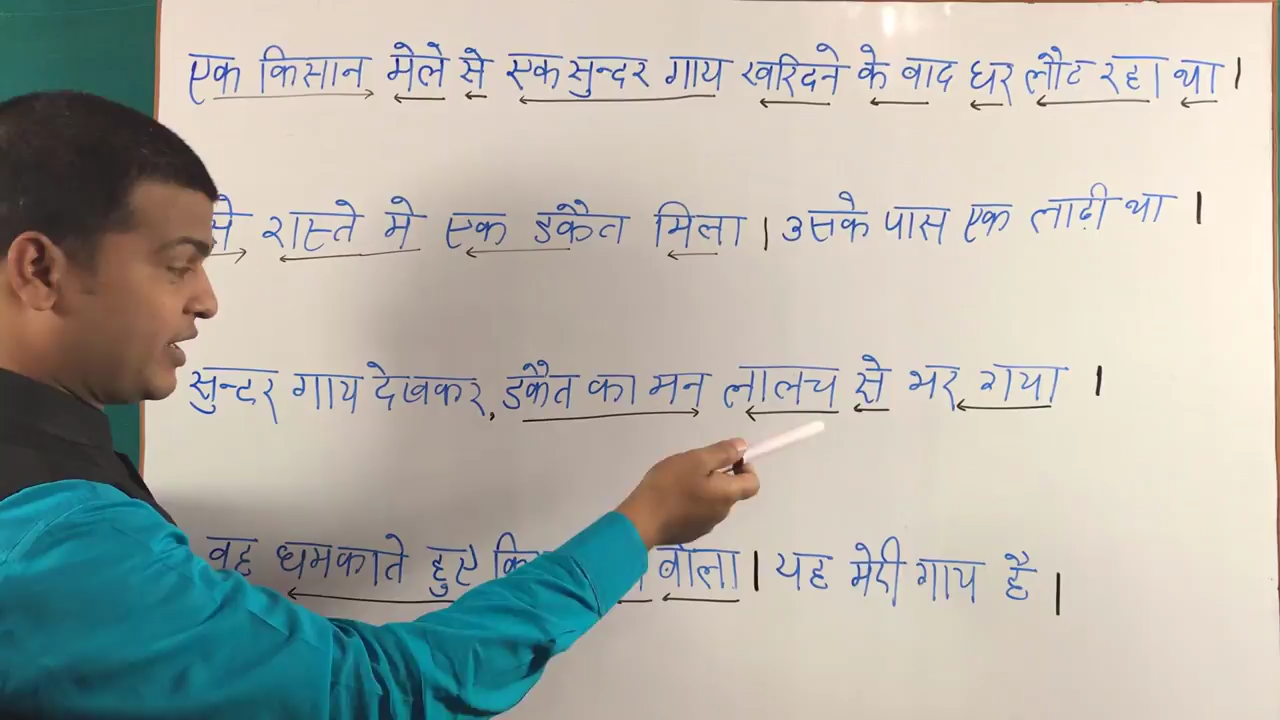 एक किसान मेले से एक सुन्दर गाय खरिदने के वाद घर लौट रहा था |
रास्ते मे एक डकैत मिला | उसके पास एक लाढ़ी था |
सुन्दर गाय देखकर, डकैत का मन लालच से भर गया |
वह धमकाते हुए वोला | यह मेरी गाय है |